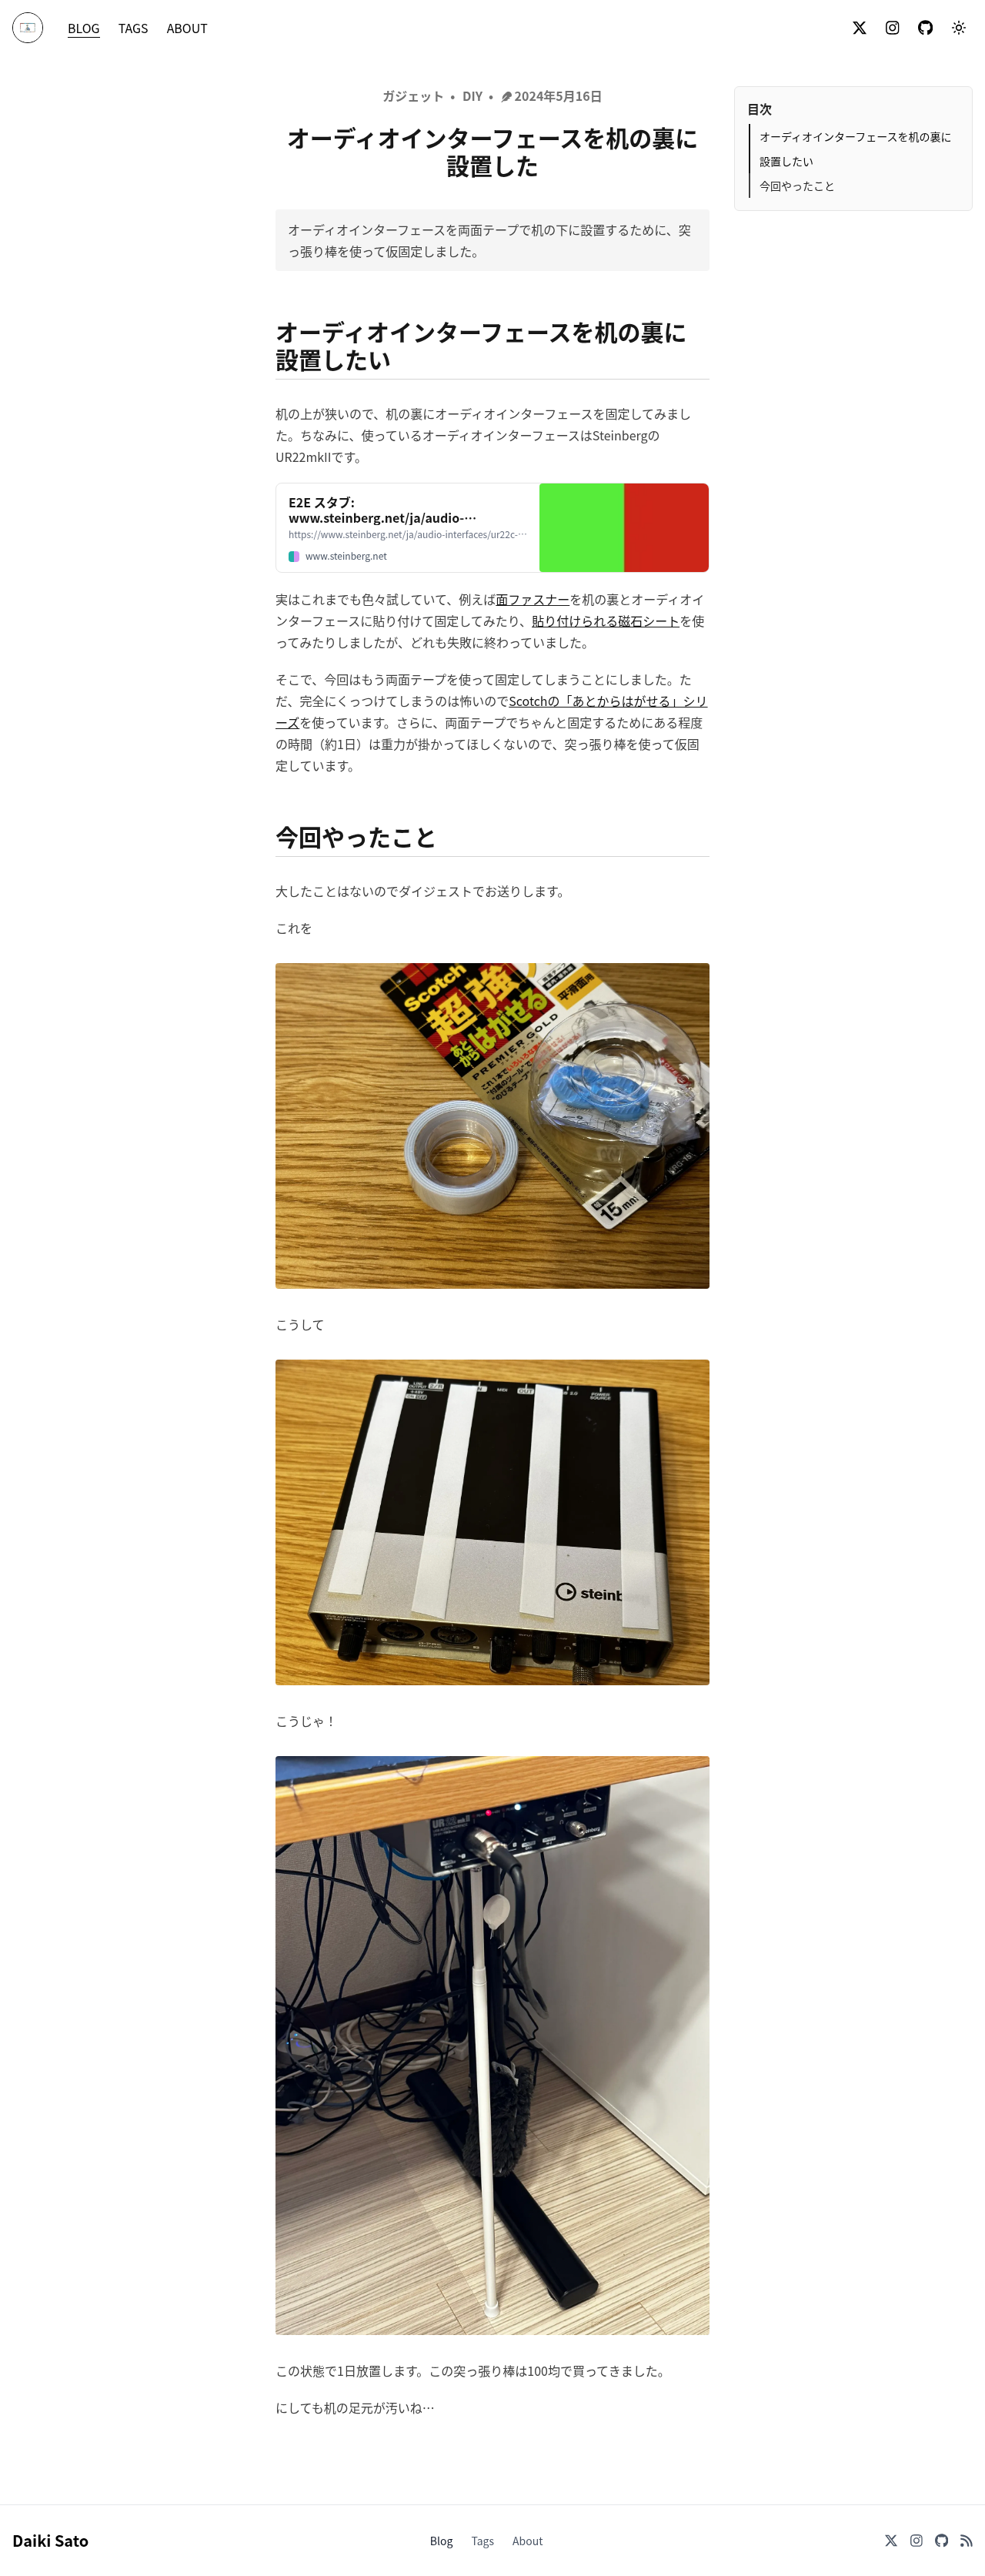 BLOG TAGS ABOUT
ガジェット • DIY • 2024年5月16日
オーディオインターフェースを机の裏に
設置した
目次
オーディオインターフェースを机の裏に
設置したい
今回やったこと
オーディオインターフェースを両面テープで机の下に設置するために、突
っ張り棒を使って仮固定しました。
オーディオインターフェースを机の裏に
設置したい
机の上が狭いので、机の裏にオーディオインターフェースを固定してみまし
た。ちなみに、使っているオーディオインターフェースはSteinbergの
UR22mkIIです。
E2E スタブ:
www.steinberg.net/ja/audio-…
https://www.steinberg.net/ja/audio-interfaces/ur22c-…
www.steinberg.net
実はこれまでも色々試していて、例えば面ファスナーを机の裏とオーディオイ
ンターフェースに貼り付けて固定してみたり、貼り付けられる磁石シートを使
ってみたりしましたが、どれも失敗に終わっていました。
そこで、今回はもう両面テープを使って固定してしまうことにしました。た
だ、完全にくっつけてしまうのは怖いのでScotchの「あとからはがせる」シリ
ーズを使っています。さらに、両面テープでちゃんと固定するためにある程度
の時間（約1日）は重力が掛かってほしくないので、突っ張り棒を使って仮固
定しています。
今回やったこと
大したことはないのでダイジェストでお送りします。
これを
Scotch
超強
あとから
はがせる
平滑面用
PREMIER GOLD
15mm
こうして
MIDI
OUT
POWER
SOURCE
steinberg
こうじゃ！
この状態で1日放置します。この突っ張り棒は100均で買ってきました。
にしても机の足元が汚いね…
Daiki Sato
Blog Tags About